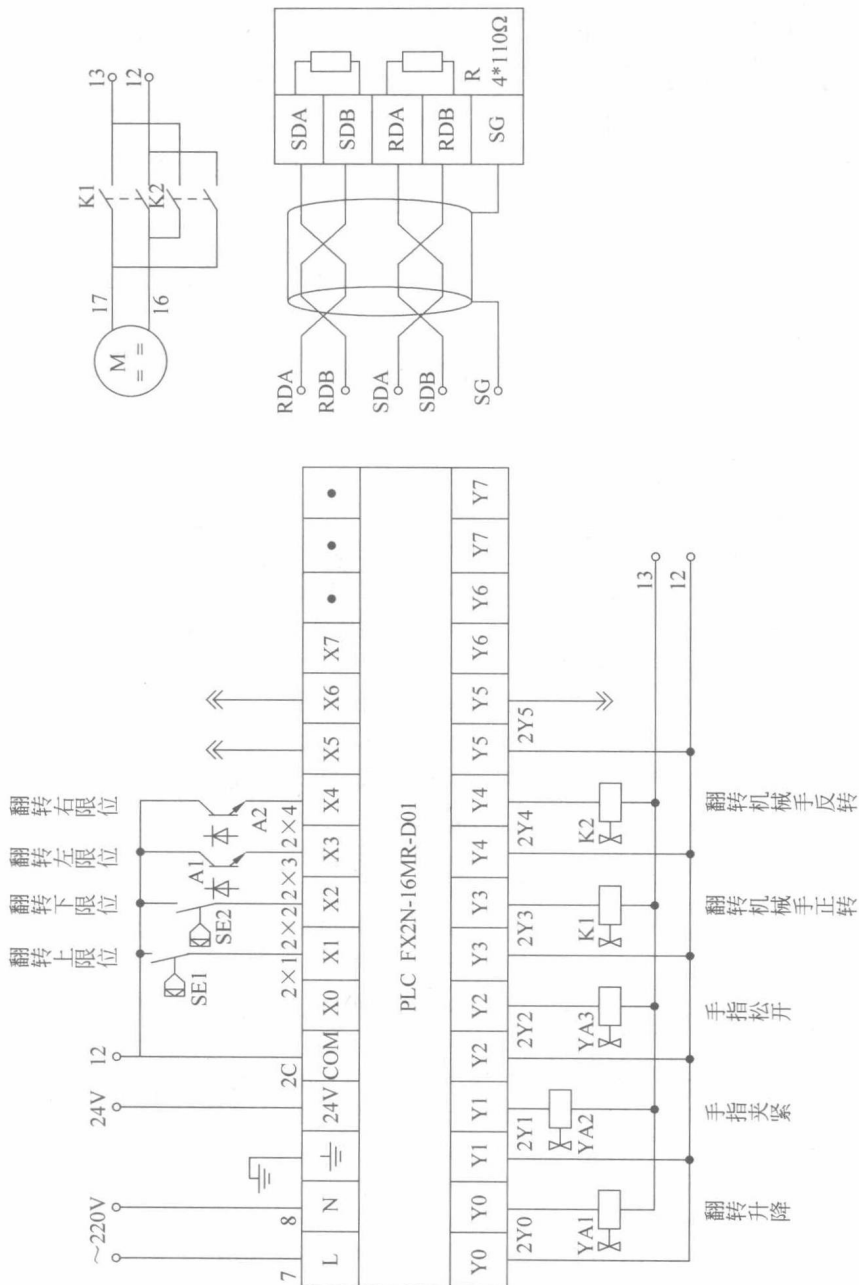 ~220V
24V
12
翻转上限位
翻转下限位
翻转左限位
翻转右限位
SE1
SE2
A1
A2
7
8
2C
2×1
2×2
2×3
2×4
L
N
24V
COM
X0
X1
X2
X3
X4
X5
X6
X7
PLC FX2N-16MR-D01
Y0
Y0
Y1
Y1
Y2
Y2
Y3
Y3
Y4
Y4
Y5
Y5
Y6
Y6
Y7
Y7
2Y0
2Y1
2Y2
2Y3
2Y4
2Y5
YA1
YA2
YA3
K1
K2
13
12
翻转升降
手指夹紧
手指松开
翻转机械手正转
翻转机械手反转
M
17
16
K1
K2
13
12
RDA
RDB
SDA
SDB
SG
SDA
SDB
RDA
RDB
SG
R
4*110Ω